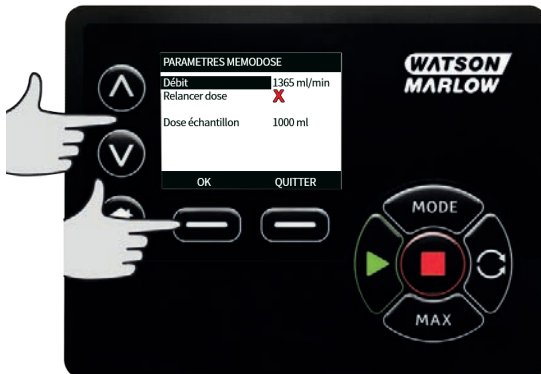 PARAMETRES MEMODOSE
Débit 1365 ml/min
Relancer dose X
Dose échantillon 1000 ml
OK QUITTER
WATSON
MARLOW
MODE
MAX